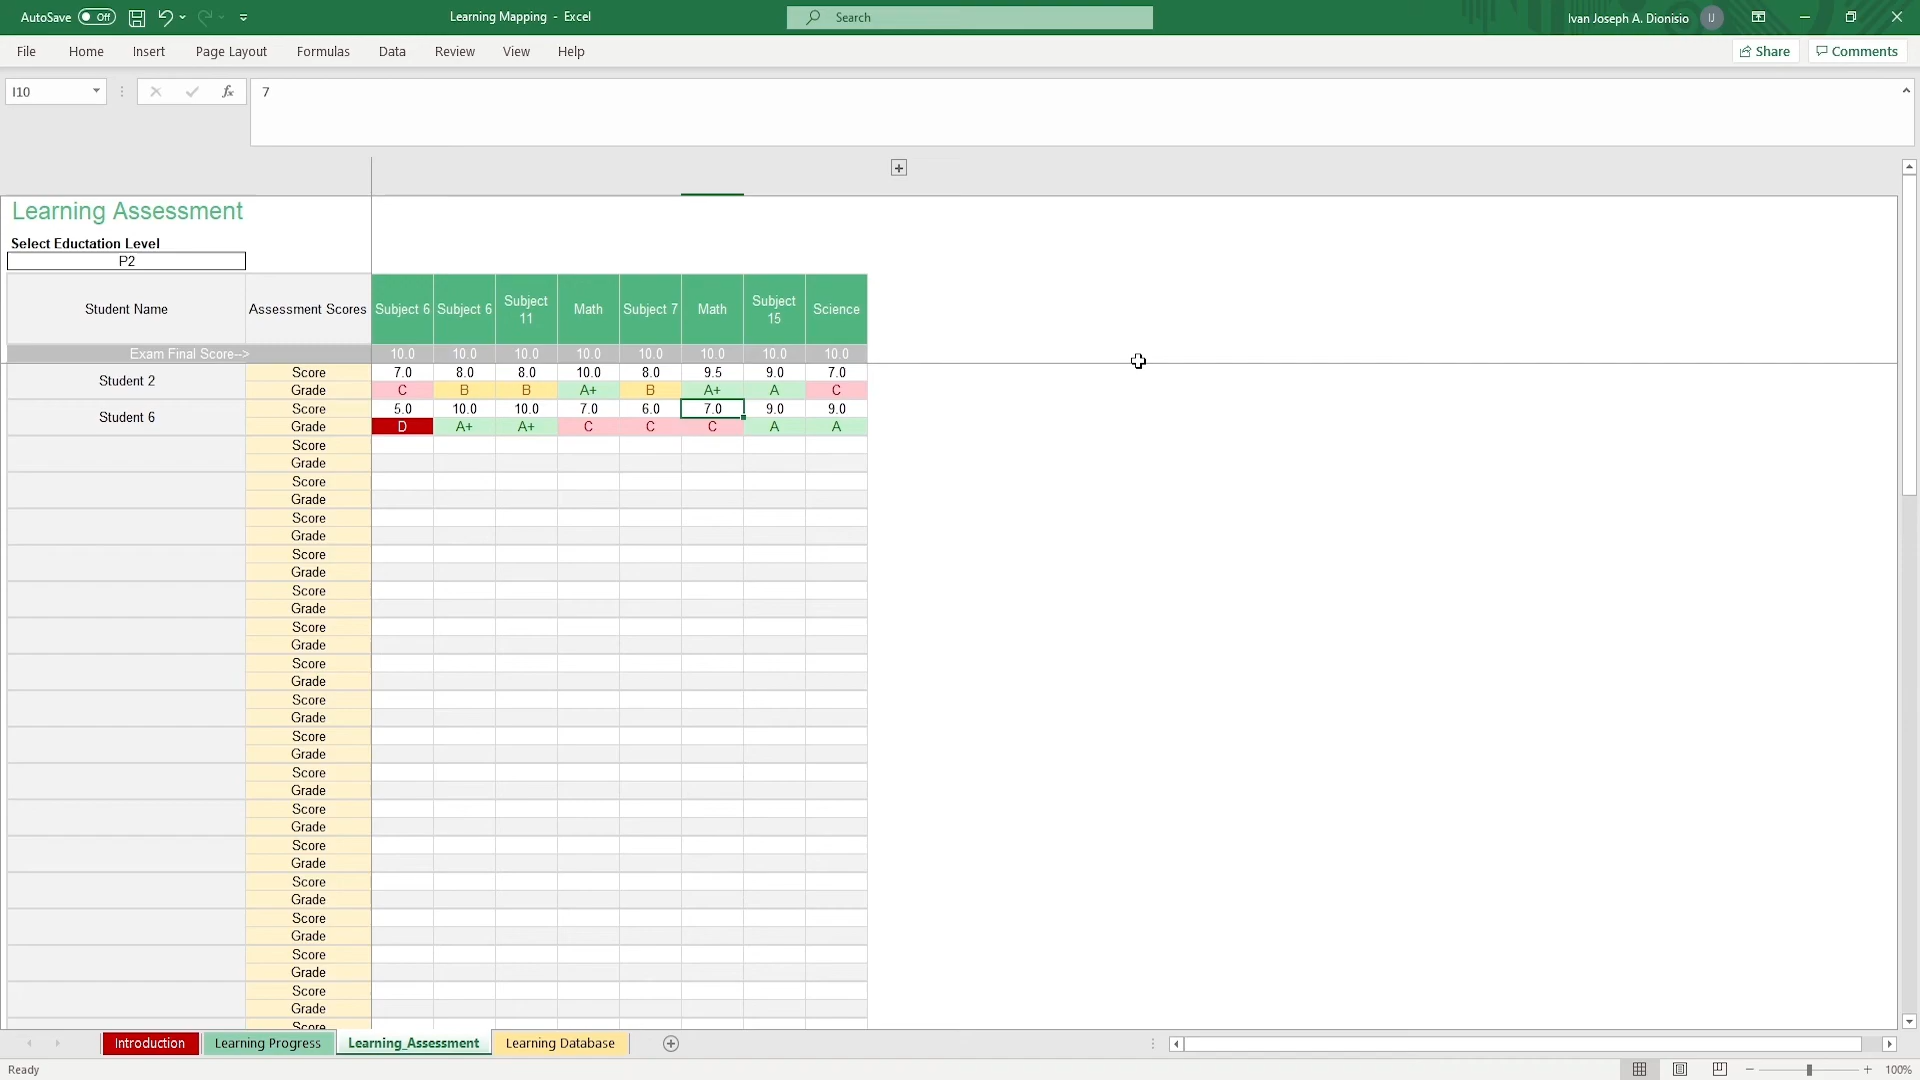 AutoSave Off Learning Mapping - Excel Search Ivan Joseph A. Dionisio IJ
File Home Insert Page Layout Formulas Data Review View Help Share Comments
I10 fx 7
Learning Assessment
Select Eductation Level
P2
Student Name Assessment Scores Subject 6 Subject 6 Subject 11 Math Subject 7 Math Subject 15 Science
Exam Final Score--> 10.0 10.0 10.0 10.0 10.0 10.0 10.0 10.0
Student 2 Score 7.0 8.0 8.0 10.0 8.0 9.5 9.0 7.0
Grade C B B A+ B A+ A C
Student 6 Score 5.0 10.0 10.0 7.0 6.0 7.0 9.0 9.0
Grade D A+ A+ C C C A A
Score
Grade
Score
Grade
Score
Grade
Score
Grade
Score
Grade
Score
Grade
Score
Grade
Score
Grade
Score
Grade
Score
Grade
Score
Grade
Score
Grade
Score
Grade
Score
Grade
Score
Grade
Score
Grade
Score
Introduction Learning Progress Learning_Assessment Learning Database
Ready 100%